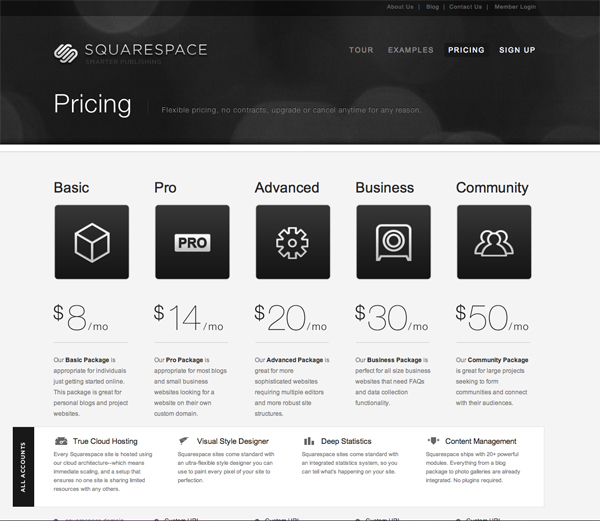 About Us | Blog | Contact Us | Member Login
SQUARESPACE
SMARTER PUBLISHING
TOUR EXAMPLES PRICING SIGN UP
Pricing
Flexible pricing, no contracts, upgrade or cancel anytime for any reason.
Basic
Pro
Advanced
Business
Community
PRO
$8/mo
$14/mo
$20/mo
$30/mo
$50/mo
Our Basic Package is
appropriate for individuals
just getting started online.
This package is great for
personal blogs and project
websites.
Our Pro Package is
appropriate for most blogs
and small business
websites looking for a
website on their own
custom domain.
Our Advanced Package is
great for more
sophisticated websites
requiring multiple editors
and more robust site
structures.
Our Business Package is
perfect for all size business
websites that need FAQs
and data collection
functionality.
Our Community Package
is great for large projects
seeking to form
communities and connect
with their audiences.
ALL ACCOUNTS
True Cloud Hosting
Every Squarespace site is hosted using
our cloud architecture--which means
immediate scaling, and a setup that
ensures no one site is sharing limited
resources with any others.
Visual Style Designer
Squarespace sites come standard with
an ultra-flexible style designer you can
use to paint every pixel of your site to
perfection.
Deep Statistics
Squarespace sites come standard with
an integrated statistics system, so you
can tell what's happening on your site.
Content Management
Squarespace ships with 20+ powerful
modules. Everything from a blog
package to photo galleries are already
integrated. No plugins required.